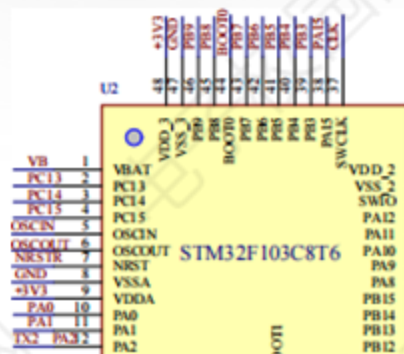 +3V3 GND PB9 PB8 BOOT0 PB7 PB6 PB5 PB4 PB3 PA15 CLK
48 47 46 45 44 43 42 41 40 39 38 37
U2
VDD_3 VSS_3 PB9 PB8 BOOT0 PB7 PB6 PB5 PB4 PB3 PA15 SWCLK
VB 1 VBAT VDD_2
PC13 2 PC13 VSS_2
PC14 3 PC14 SWIO
PC15 4 PC15 PA12
OSCIN 5 OSCIN PA11
OSCOUT 6 OSCOUT STM32F103C8T6 PA10
NRSTR 7 NRST PA9
GND 8 VSSA PA8
+3V3 9 VDDA PB15
PA0 10 PA0 PB14
PA1 11 PA1 PB13
TX2 PA2 12 PA2 PB12